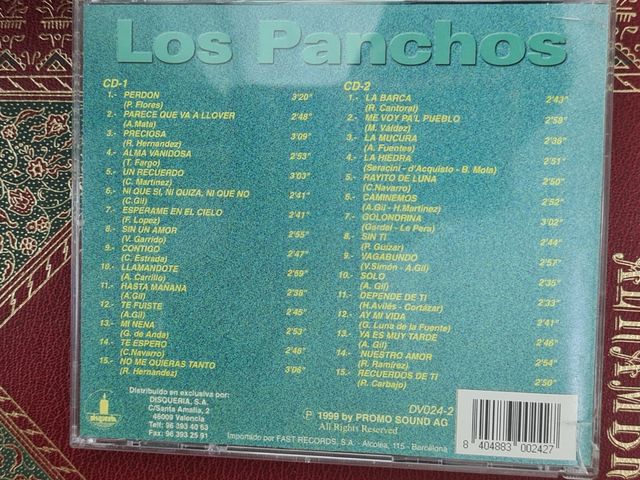 Los Panchos
CD-1
1.- PERDON 3'20"
(P. Flores)
2.- PARECE QUE VA A LLOVER 2'48"
(A.Mata)
3.- PRECIOSA 3'09"
(R. Hernandez)
4.- ALMA VANIDOSA 2'53"
(T. Fargo)
5.- UN RECUERDO 3'03"
(C. Martinez)
6.- NI QUE SI, NI QUIZA, NI QUE NO 2'41"
(C.Gil)
7.- ESPERAME EN EL CIELO 2'41"
(F. Lopez)
8.- SIN UN AMOR 2'55"
(V. Garrido)
9.- CONTIGO 2'47"
(C. Estrada)
10.- LLAMANDOTE 2'59"
(A. Carrillo)
11.- HASTA MAÑANA 2'38"
(A.Gil)
12.- TE FUISTE 2'46"
(A.Gil)
13.- MI NENA 2'53"
(G. de Anda)
14.- TE ESPERO 2'46"
(C.Navarro)
15.- NO ME QUIERAS TANTO 3'06"
(R. Hernandez)
CD-2
1.- LA BARCA 2'43"
(R. Cantoral)
2.- ME VOY PA'L PUEBLO 2'58"
(M. Váldez)
3.- LA MUCURA 2'36"
(A. Fuentes)
4.- LA HIEDRA 2'51"
(Seracini - d'Acquisto - B. Mola)
5.- RAYITO DE LUNA 2'50"
(C.Navarro)
6.- CAMINEMOS 2'52"
(A.Gil - H.Martinez)
7.- GOLONDRINA 3'02"
(Gardel - Le Pera)
8.- SIN TI 2'44"
(P. Guizar)
9.- VAGABUNDO 2'57"
(V.Simón - A.Gil)
10.- SOLO 2'35"
(A. Gil)
11.- DEPENDE DE TI 2'33"
(H.Avilés - Cortázar)
12.- AY MI VIDA 2'41"
(G. Luna de la Fuente)
13.- YA ES MUY TARDE 2'46"
(A. Gil)
14.- NUESTRO AMOR 2'54"
(R. Ramirez)
15.- RECUERDOS DE TI 2'50"
(R. Carbajo)
Distribuido en exclusiva por:
DISQUERIA, S.A.
C/Santa Amalia, 2
46009 Valencia
Telf: 96 393 40 53
Fax: 96 393 25 91
disqueria
DV024-2
℗ 1999 by PROMO SOUND AG
All Rights Reserved
Importado por FAST RECORDS, S.A. - Alcolea, 115 - Barcelona
8 404883 002427